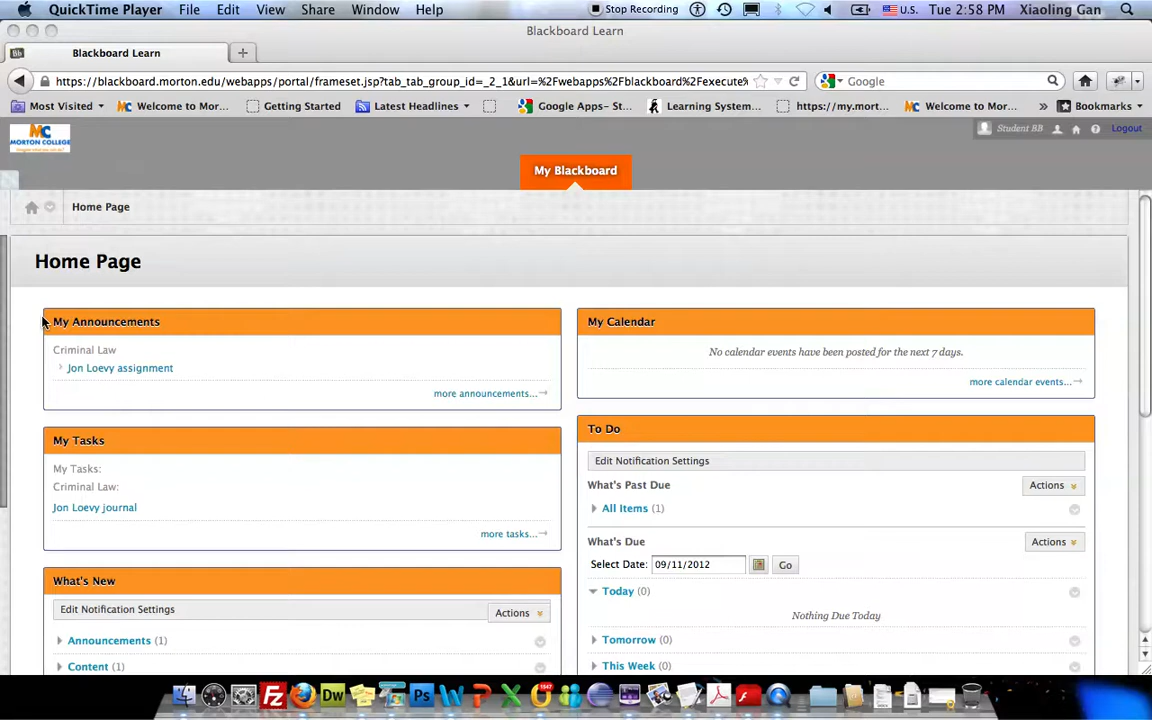 QuickTime Player File Edit View Share Window Help Stop Recording U.S. Tue 2:58 PM Xiaoling Gan
Blackboard Learn
Blackboard Learn
https://blackboard.morton.edu/webapps/portal/frameset.jsp?tab_tab_group_id=_2_1&url=%2Fwebapps%2Fblackboard%2Fexecute% Google
Most Visited Welcome to Mor... Getting Started Latest Headlines Google Apps- St... Learning System... https://my.mort... Welcome to Mor... » Bookmarks
MC
MORTON COLLEGE
Student BB Logout
My Blackboard
Home Page
Home Page
My Announcements
Criminal Law
Jon Loevy assignment
more announcements...→
My Tasks
My Tasks:
Criminal Law:
Jon Loevy journal
more tasks...→
What's New
Edit Notification Settings Actions
Announcements (1)
Content (1)
My Calendar
No calendar events have been posted for the next 7 days.
more calendar events...→
To Do
Edit Notification Settings
What's Past Due Actions
All Items (1)
What's Due Actions
Select Date: 09/11/2012 Go
Today (0)
Nothing Due Today
Tomorrow (0)
This Week (0)